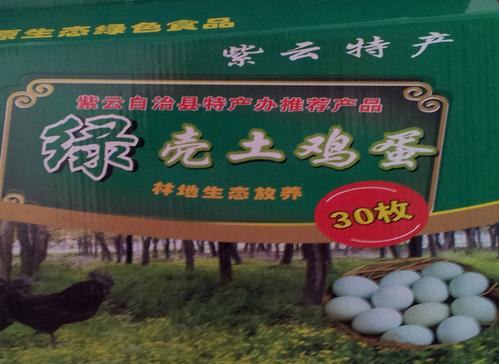 原生态绿色食品
紫云特产
紫云自治县特产办推荐产品
绿壳土鸡蛋
林地生态放养
30枚